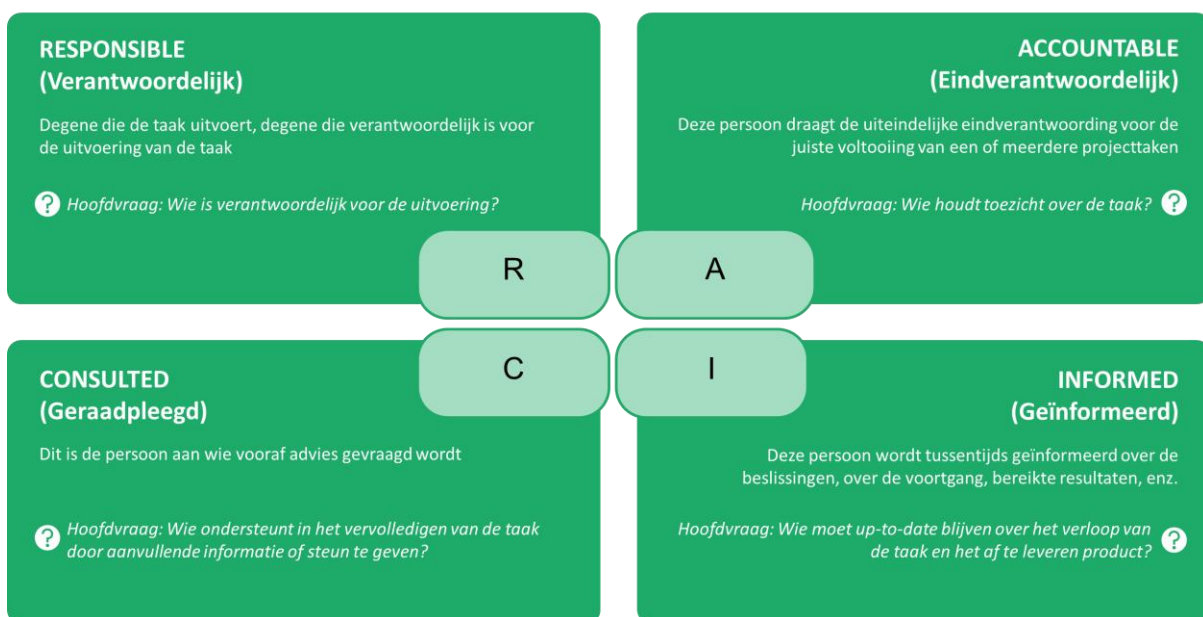 RESPONSIBLE
(Verantwoordelijk)
Degene die de taak uitvoert, degene die verantwoordelijk is voor
de uitvoering van de taak
? Hoofdvraag: Wie is verantwoordelijk voor de uitvoering?
R
ACCOUNTABLE
(Eindverantwoordelijk)
Deze persoon draagt de uiteindelijke eindverantwoording voor de
juiste voltooiing van een of meerdere projecttaken
Hoofdvraag: Wie houdt toezicht over de taak? ?
A
C
CONSULTED
(Geraadpleegd)
Dit is de persoon aan wie vooraf advies gevraagd wordt
? Hoofdvraag: Wie ondersteunt in het vervolledigen van de taak
door aanvullende informatie of steun te geven?
I
INFORMED
(Geïnformeerd)
Deze persoon wordt tussentijds geïnformeerd over de
beslissingen, over de voortgang, bereikte resultaten, enz.
Hoofdvraag: Wie moet up-to-date blijven over het verloop van
de taak en het af te leveren product? ?